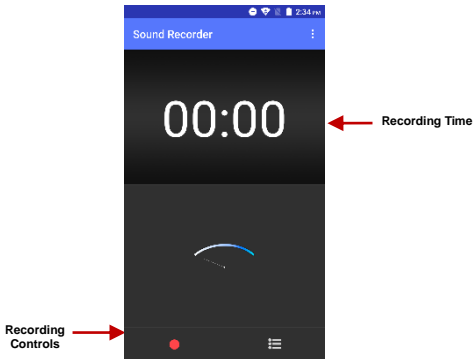 2:34 PM
Sound Recorder
00:00
Recording Time
Recording
Controls